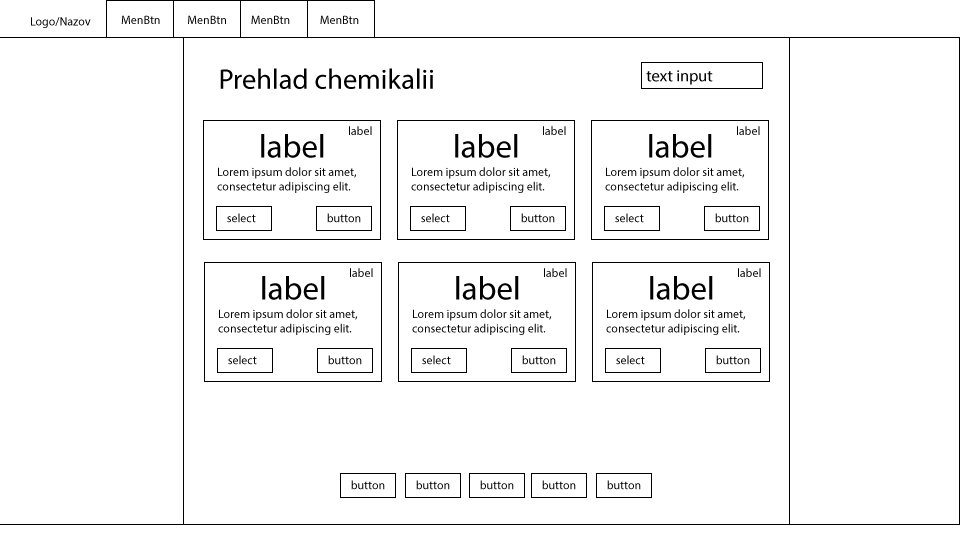 Logo/Nazov MenBtn MenBtn MenBtn MenBtn
Prehlad chemikalii
text input
label label label
label label label
Lorem ipsum dolor sit amet, Lorem ipsum dolor sit amet, Lorem ipsum dolor sit amet,
consectetur adipiscing elit. consectetur adipiscing elit. consectetur adipiscing elit.
select button select button select button
label label label
label label label
Lorem ipsum dolor sit amet, Lorem ipsum dolor sit amet, Lorem ipsum dolor sit amet,
consectetur adipiscing elit. consectetur adipiscing elit. consectetur adipiscing elit.
select button select button select button
button button button button button